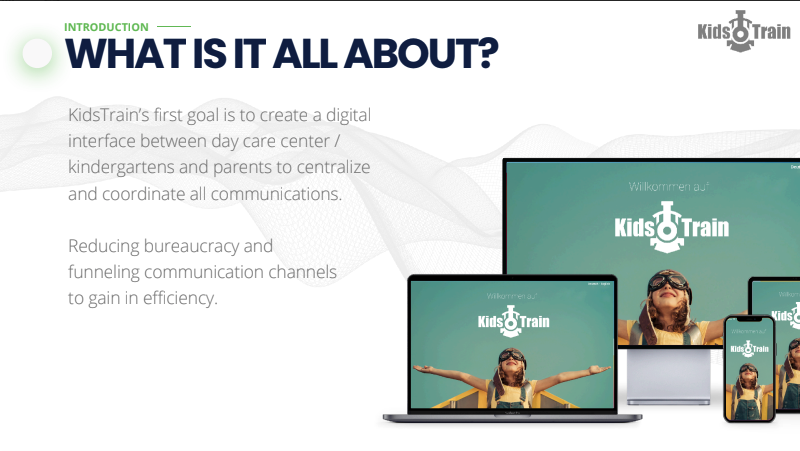 INTRODUCTION
WHAT IS IT ALL ABOUT?
Kids Train
KidsTrain's first goal is to create a digital
interface between day care center /
kindergartens and parents to centralize
and coordinate all communications.
Reducing bureaucracy and
funneling communication channels
to gain in efficiency.
Willkommen auf
Kids Train
Willkommen auf
Kids Train
Willkommen auf
Kids Train
Kids